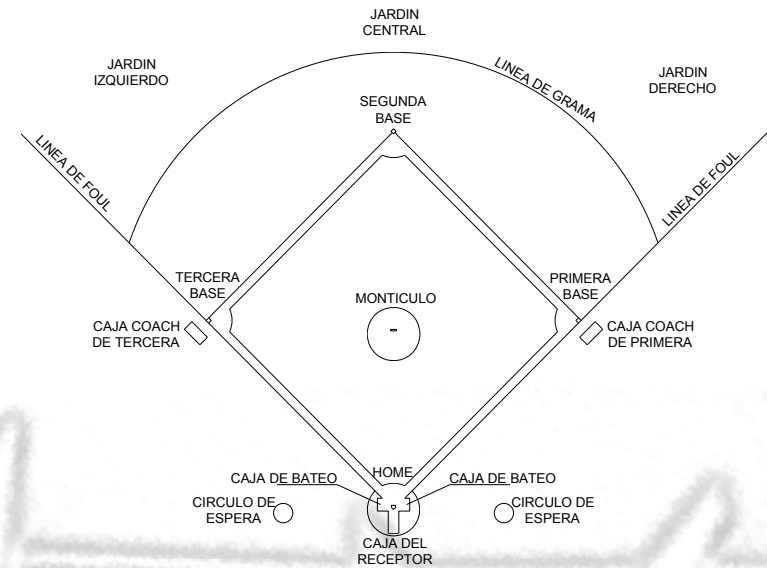 JARDIN
CENTRAL
JARDIN
IZQUIERDO
LINEA DE GRAMA
JARDIN
DERECHO
SEGUNDA
BASE
LINEA DE FOUL
LINEA DE FOUL
TERCERA
BASE
PRIMERA
BASE
MONTICULO
CAJA COACH
DE TERCERA
CAJA COACH
DE PRIMERA
HOME
CAJA DE BATEO
CAJA DE BATEO
CIRCULO DE
ESPERA
CIRCULO DE
ESPERA
CAJA DEL
RECEPTOR